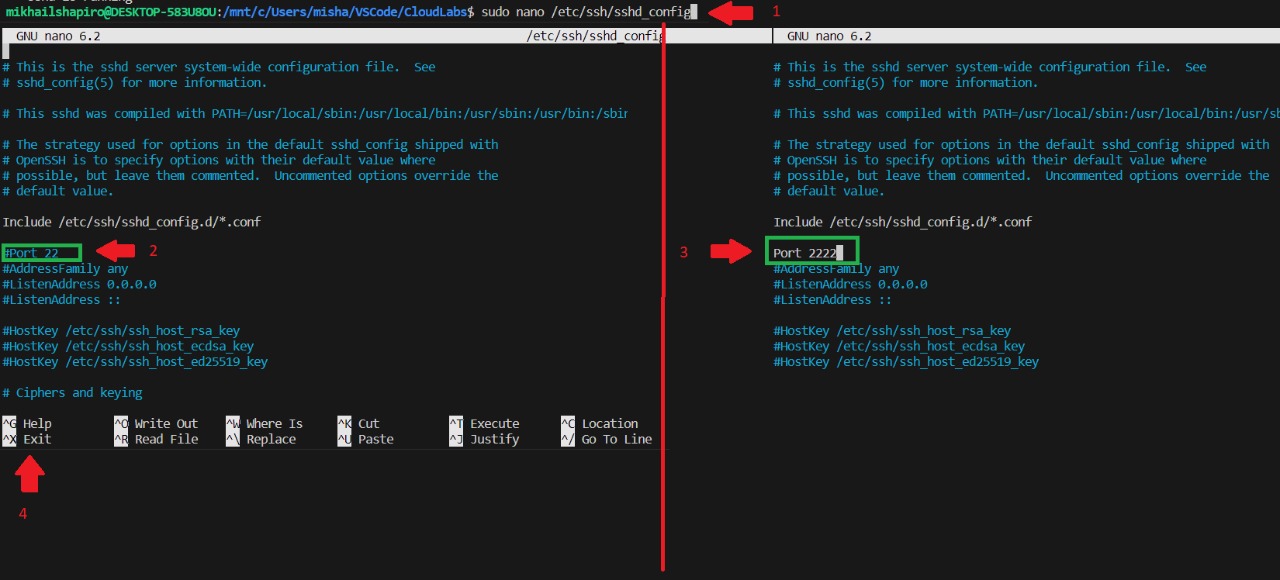 mikhailshapiro@DESKTOP-583U8OU:/mnt/c/Users/misha/VSCode/CloudLabs$ sudo nano /etc/ssh/sshd_config 1
GNU nano 6.2 /etc/ssh/sshd_config
# This is the sshd server system-wide configuration file.  See
# sshd_config(5) for more information.
# This sshd was compiled with PATH=/usr/local/sbin:/usr/local/bin:/usr/sbin:/usr/bin:/sbin
# The strategy used for options in the default sshd_config shipped with
# OpenSSH is to specify options with their default value where
# possible, but leave them commented.  Uncommented options override the
# default value.
Include /etc/ssh/sshd_config.d/*.conf
#Port 22 2
#AddressFamily any
#ListenAddress 0.0.0.0
#ListenAddress ::
#HostKey /etc/ssh/ssh_host_rsa_key
#HostKey /etc/ssh/ssh_host_ecdsa_key
#HostKey /etc/ssh/ssh_host_ed25519_key
# Ciphers and keying
^G Help ^O Write Out ^W Where Is ^K Cut ^T Execute ^C Location
^X Exit ^R Read File ^\ Replace ^U Paste ^J Justify ^/ Go To Line
4
GNU nano 6.2
# This is the sshd server system-wide configuration file.  See
# sshd_config(5) for more information.
# This sshd was compiled with PATH=/usr/local/sbin:/usr/local/bin:/usr/sb
# The strategy used for options in the default sshd_config shipped with
# OpenSSH is to specify options with their default value where
# possible, but leave them commented.  Uncommented options override the
# default value.
Include /etc/ssh/sshd_config.d/*.conf
3 Port 2222
#AddressFamily any
#ListenAddress 0.0.0.0
#ListenAddress ::
#HostKey /etc/ssh/ssh_host_rsa_key
#HostKey /etc/ssh/ssh_host_ecdsa_key
#HostKey /etc/ssh/ssh_host_ed25519_key